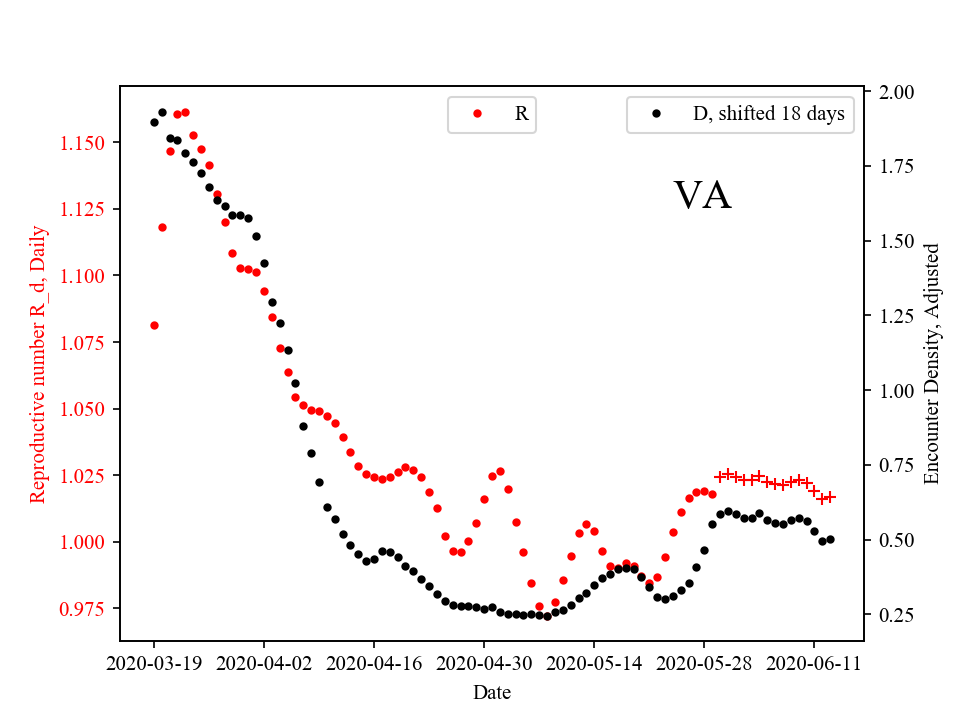 R
D, shifted 18 days
VA
Reproductive number R_d, Daily
1.150
1.125
1.100
1.075
1.050
1.025
1.000
0.975
2.00
1.75
1.50
1.25
1.00
0.75
0.50
0.25
Encounter Density, Adjusted
2020-03-19 2020-04-02 2020-04-16 2020-04-30 2020-05-14 2020-05-28 2020-06-11
Date